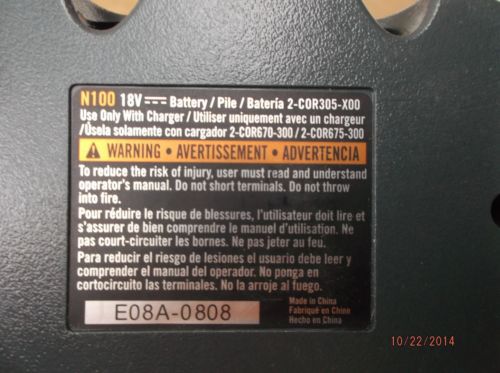 N100 18V Battery / Pile / Batería 2-COR305-X00
Use Only With Charger / Utiliser uniquement avec un chargeur
/Úsela solamente con cargador 2-COR670-300 / 2-COR675-300
WARNING • AVERTISSEMENT • ADVERTENCIA
To reduce the risk of injury, user must read and understand
operator's manual. Do not short terminals. Do not throw
into fire.
Pour réduire le risque de blessures, l'utilisateur doit lire et
s'assurer de bien comprendre le manuel d'utilisation. Ne
pas court-circuiter les bornes. Ne pas jeter au feu.
Para reducir el riesgo de lesiones el usuario debe leer y
comprender el manual del operador. No ponga en
cortocircuito las terminales. No la arroje al fuego.
E08A-0808
Made in China
Fabriqué en Chine
Hecho en China
10/22/2014